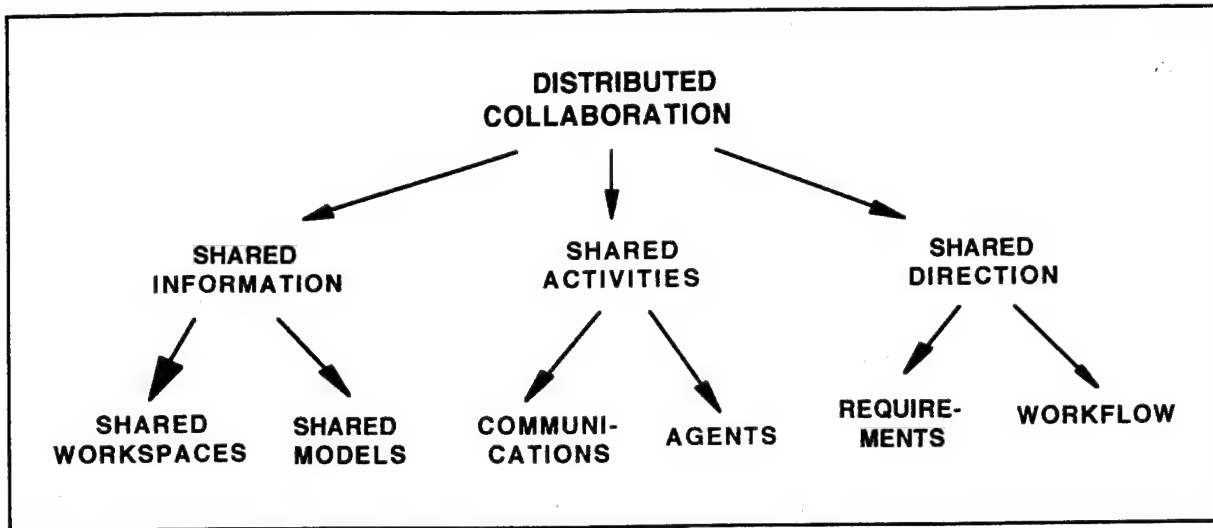 DISTRIBUTED
COLLABORATION
SHARED
INFORMATION
SHARED
ACTIVITIES
SHARED
DIRECTION
SHARED
WORKSPACES
SHARED
MODELS
COMMUNI-
CATIONS
AGENTS
REQUIRE-
MENTS
WORKFLOW